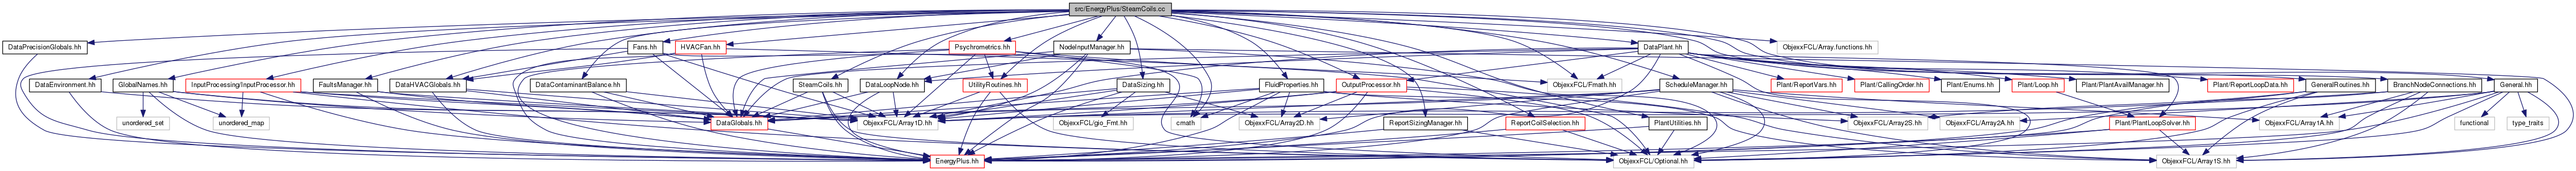 src/EnergyPlus/SteamCoils.cc
DataPrecisionGlobals.hh
Fans.hh
HVACFan.hh
Psychrometrics.hh
NodeInputManager.hh
DataPlant.hh
ObjexxFCL/Array.functions.hh
DataEnvironment.hh
GlobalNames.hh
InputProcessing/InputProcessor.hh
FaultsManager.hh
DataHVACGlobals.hh
DataContaminantBalance.hh
SteamCoils.hh
DataLoopNode.hh
UtilityRoutines.hh
DataSizing.hh
FluidProperties.hh
OutputProcessor.hh
ObjexxFCL/Fmath.hh
ScheduleManager.hh
Plant/ReportVars.hh
Plant/CallingOrder.hh
Plant/Enums.hh
Plant/Loop.hh
Plant/PlantAvailManager.hh
Plant/ReportLoopData.hh
GeneralRoutines.hh
BranchNodeConnections.hh
General.hh
unordered_set
unordered_map
DataGlobals.hh
ObjexxFCL/Array1D.hh
ObjexxFCL/gio_Fmt.hh
cmath
ObjexxFCL/Array2D.hh
ReportSizingManager.hh
ReportCoilSelection.hh
PlantUtilities.hh
ObjexxFCL/Array2S.hh
ObjexxFCL/Array2A.hh
Plant/PlantLoopSolver.hh
ObjexxFCL/Array1A.hh
functional
type_traits
EnergyPlus.hh
ObjexxFCL/Optional.hh
ObjexxFCL/Array1S.hh